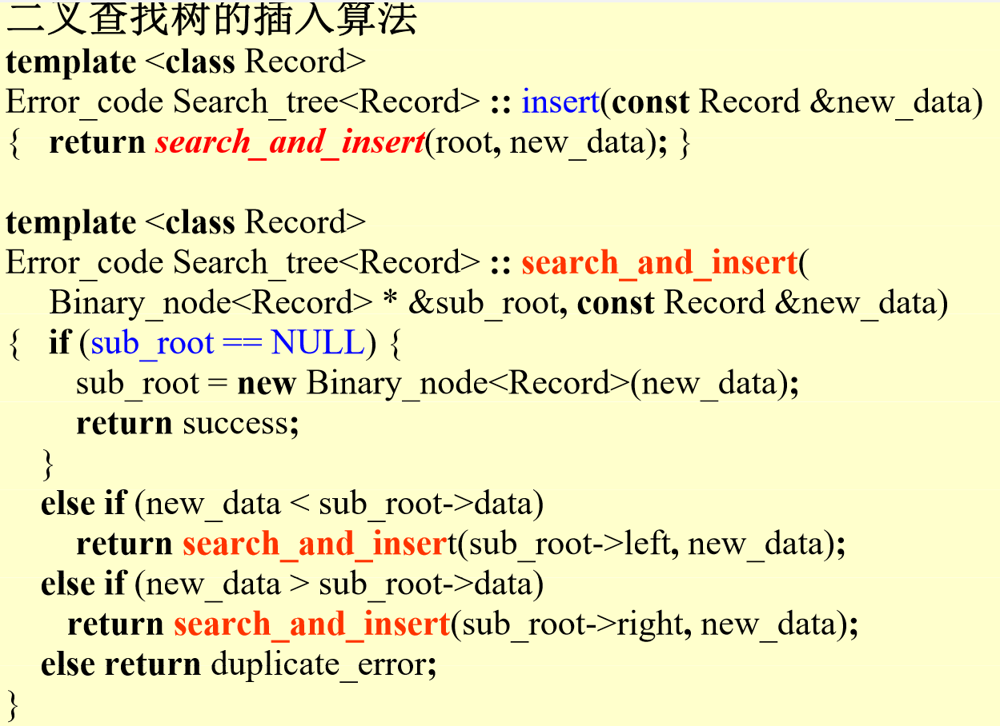 二叉查找树的插入算法
template <class Record>
Error_code Search_tree<Record> :: insert(const Record &new_data)
{ return search_and_insert(root, new_data); }
template <class Record>
Error_code Search_tree<Record> :: search_and_insert(
Binary_node<Record> * &sub_root, const Record &new_data)
{ if (sub_root == NULL) {
sub_root = new Binary_node<Record>(new_data);
return success;
}
else if (new_data < sub_root->data)
return search_and_insert(sub_root->left, new_data);
else if (new_data > sub_root->data)
return search_and_insert(sub_root->right, new_data);
else return duplicate_error;
}